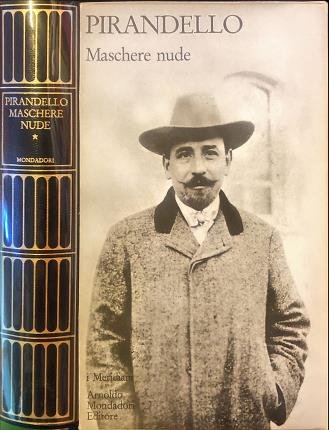 PIRANDELLO
MASCHERE
NUDE
*
MONDADORI
PIRANDELLO
Maschere nude
i Meridiani
Arnoldo
Mondadori
Editore